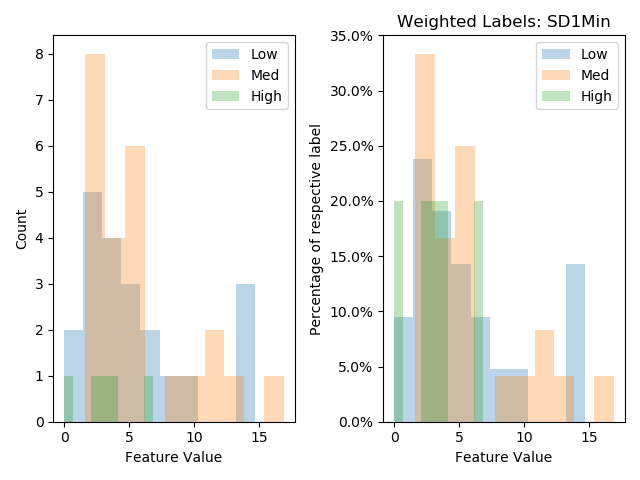 Weighted Labels: SD1Min
8
7
6
5
4
3
2
1
0
Count
0
5
10
15
Feature Value
Low
Med
High
35.0%
30.0%
25.0%
20.0%
15.0%
10.0%
5.0%
0.0%
Percentage of respective label
0
5
10
15
Feature Value
Low
Med
High